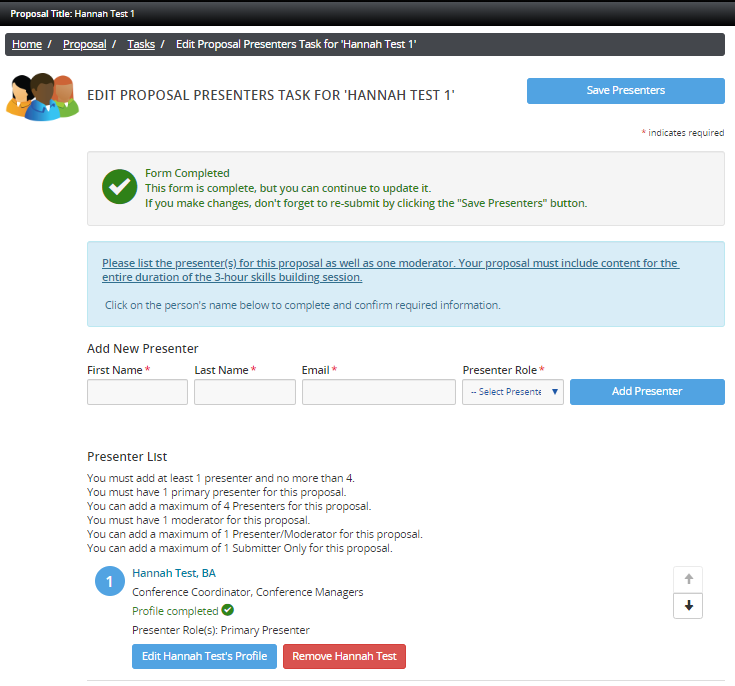 Proposal Title: Hannah Test 1
Home / Proposal / Tasks / Edit Proposal Presenters Task for 'Hannah Test 1'
EDIT PROPOSAL PRESENTERS TASK FOR 'HANNAH TEST 1'
Save Presenters
* indicates required
Form Completed
This form is complete, but you can continue to update it.
If you make changes, don't forget to re-submit by clicking the "Save Presenters" button.
Please list the presenter(s) for this proposal as well as one moderator. Your proposal must include content for the
entire duration of the 3-hour skills building session.
Click on the person's name below to complete and confirm required information.
Add New Presenter
First Name * Last Name * Email * Presenter Role *
-- Select Presente
Add Presenter
Presenter List
You must add at least 1 presenter and no more than 4.
You must have 1 primary presenter for this proposal.
You can add a maximum of 4 Presenters for this proposal.
You must have 1 moderator for this proposal.
You can add a maximum of 1 Presenter/Moderator for this proposal.
You can add a maximum of 1 Submitter Only for this proposal.
1
Hannah Test, BA
Conference Coordinator, Conference Managers
Profile completed
Presenter Role(s): Primary Presenter
Edit Hannah Test's Profile Remove Hannah Test